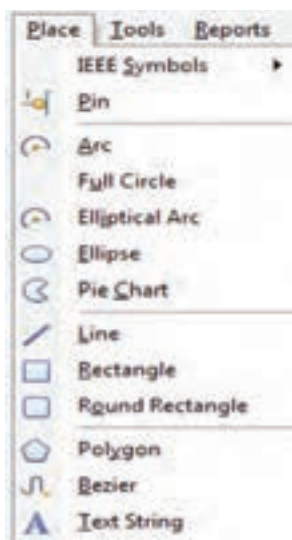 Place Tools Reports
IEEE Symbols
Pin
Arc
Full Circle
Elliptical Arc
Ellipse
Pie Chart
Line
Rectangle
Round Rectangle
Polygon
Bezier
Text String